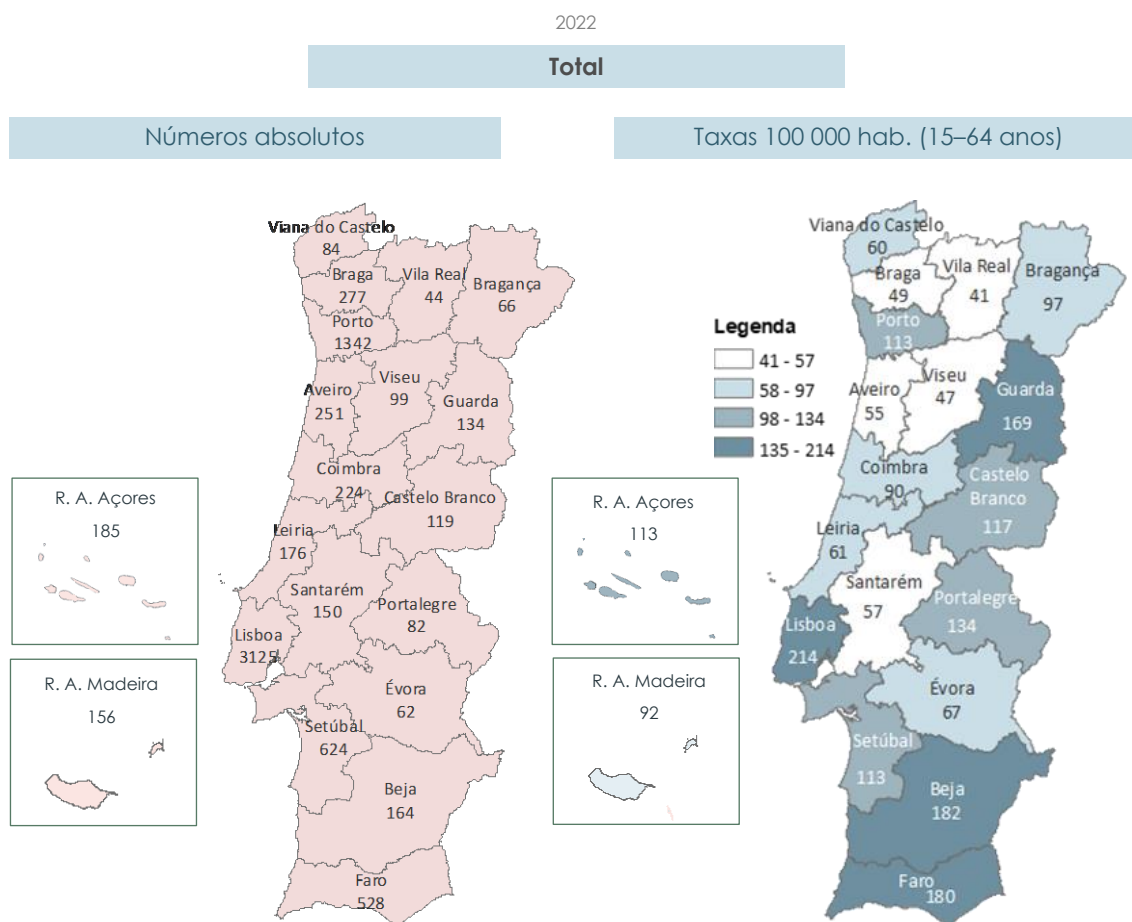 2022
Total
Números absolutos
Viana do Castelo
84
Braga
277
Vila Real
44
Bragança
66
Porto
1342
Aveiro
251
Viseu
99
Guarda
134
Coimbra
224
Castelo Branco
119
Leiria
176
Santarém
150
Portalegre
82
Lisboa
3125
Évora
62
Setúbal
624
Beja
164
Faro
528
R. A. Açores
185
R. A. Madeira
156
Taxas 100 000 hab. (15–64 anos)
Viana do Castelo
60
Braga
49
Vila Real
41
Bragança
97
Porto
113
Legenda
41 - 57
58 - 97
98 - 134
135 - 214
Aveiro
55
Viseu
47
Guarda
169
Coimbra
90
Castelo
Branco
117
Leiria
61
Santarém
57
Portalegre
134
Lisboa
214
Évora
67
Setúbal
113
Beja
182
Faro
180
R. A. Açores
113
R. A. Madeira
92